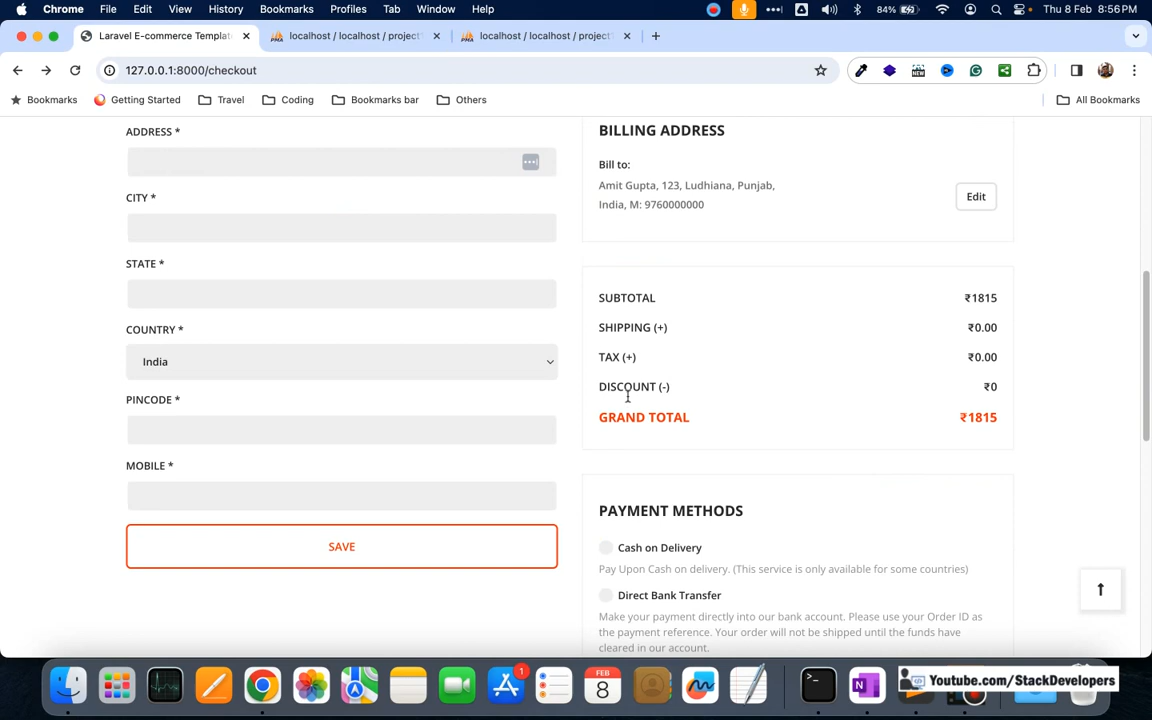 Chrome File Edit View History Bookmarks Profiles Tab Window Help 84% Thu 8 Feb 8:56 PM
Laravel E-commerce Templat localhost / localhost / project localhost / localhost / project
127.0.0.1:8000/checkout
Bookmarks Getting Started Travel Coding Bookmarks bar Others All Bookmarks
ADDRESS *
CITY *
STATE *
COUNTRY *
India
PINCODE *
MOBILE *
SAVE
BILLING ADDRESS
Bill to:
Amit Gupta, 123, Ludhiana, Punjab,
India, M: 9760000000
Edit
SUBTOTAL ₹1815
SHIPPING (+) ₹0.00
TAX (+) ₹0.00
DISCOUNT (-) ₹0
GRAND TOTAL ₹1815
PAYMENT METHODS
Cash on Delivery
Pay Upon Cash on delivery. (This service is only available for some countries)
Direct Bank Transfer
Make your payment directly into our bank account. Please use your Order ID as
the payment reference. Your order will not be shipped until the funds have
cleared in our account.
NEW
1
FEB
8
Youtube.com/StackDevelopers